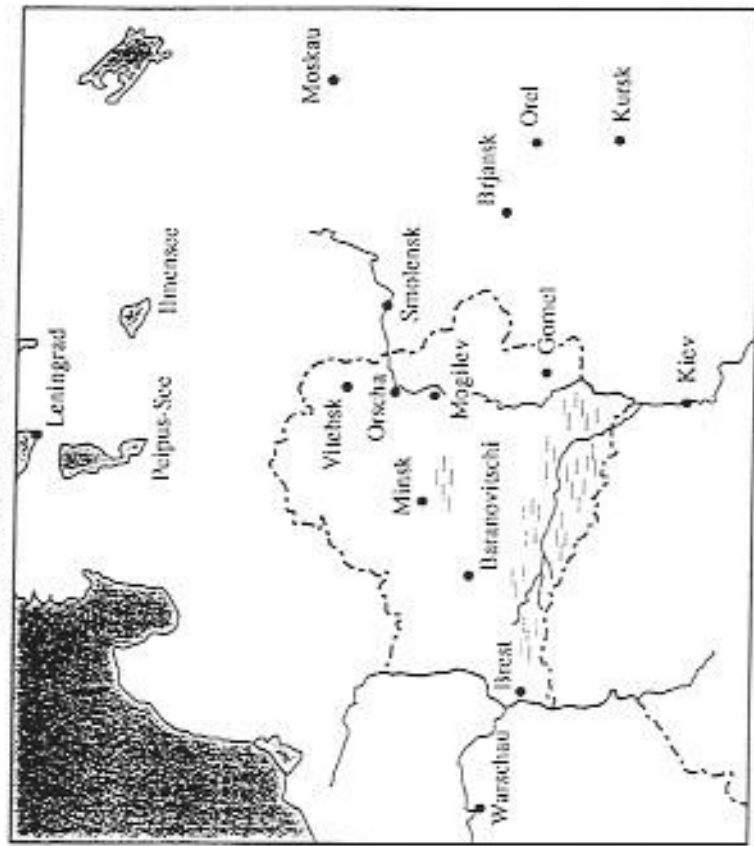 Leningrad
Peipus-See
Ilmensee
Moskau
Vitebsk
Orscha
Minsk
Smolensk
Mogilev
Brjansk
Baranovitschi
Warschau
Brest
Orel
Gomel
Kursk
Kiev